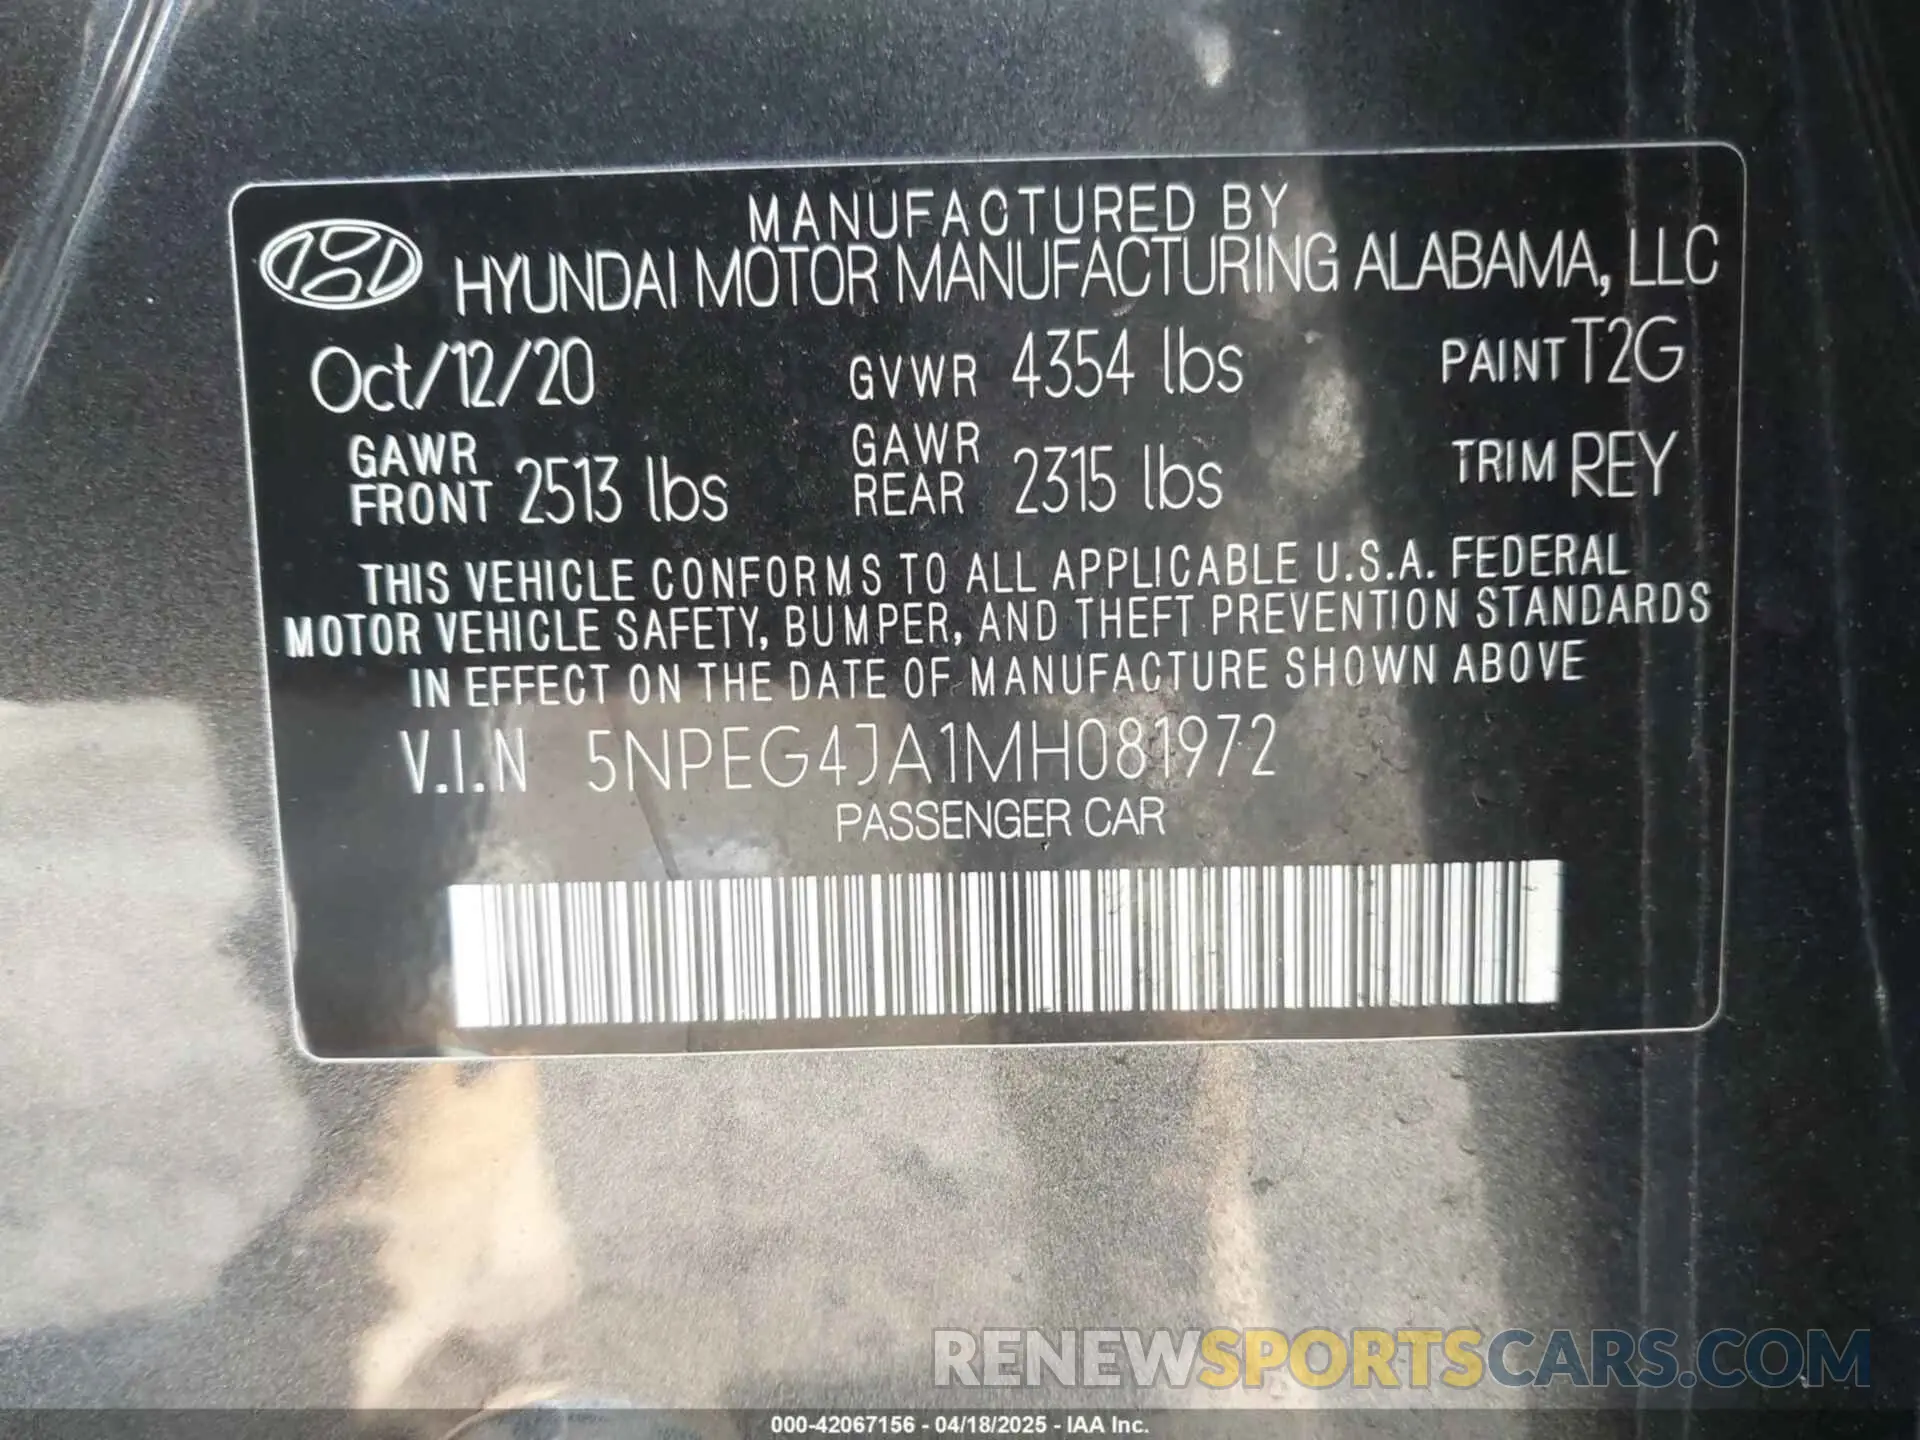 MANUFACTURED BY
HYUNDAI MOTOR MANUFACTURING ALABAMA, LLC
Oct/12/20 GVWR 4354 lbs PAINT T2G
GAWR FRONT 2513 lbs GAWR REAR 2315 lbs TRIM REY
THIS VEHICLE CONFORMS TO ALL APPLICABLE U.S.A. FEDERAL
MOTOR VEHICLE SAFETY, BUMPER, AND THEFT PREVENTION STANDARDS
IN EFFECT ON THE DATE OF MANUFACTURE SHOWN ABOVE
V.I.N 5NPEG4JA1MH081972
PASSENGER CAR
RENEWSPORTSCARS.COM
000-42067156 - 04/18/2025 - IAA Inc.